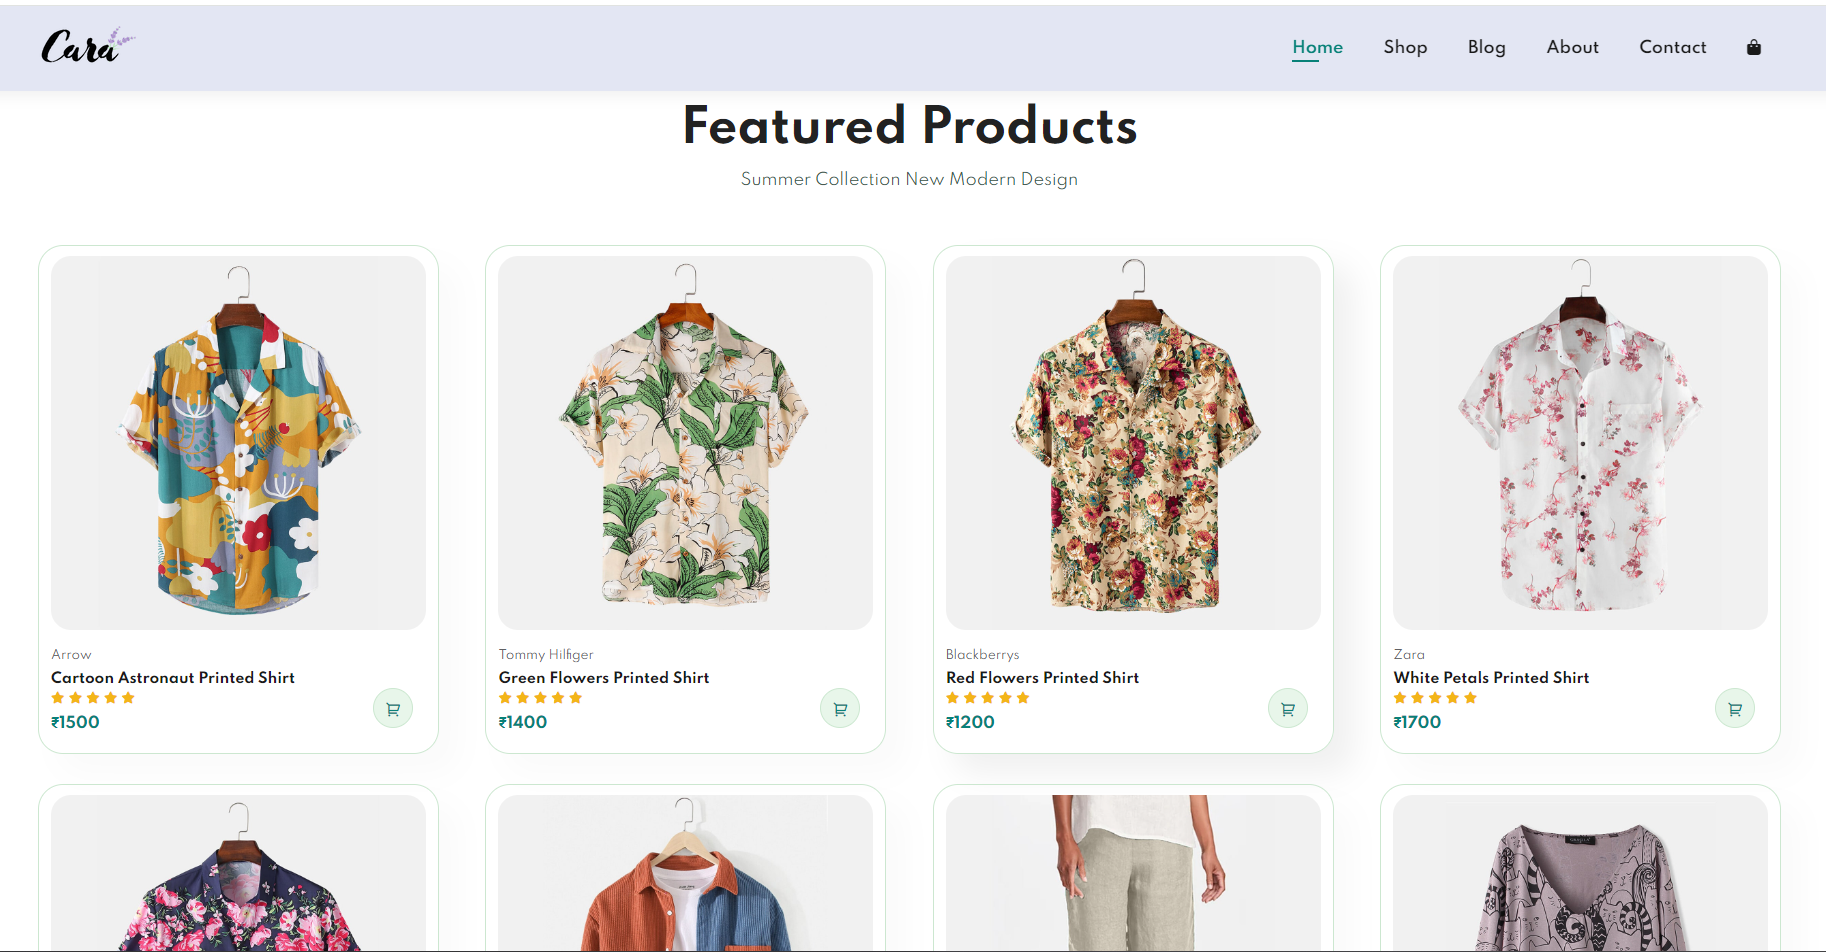 Cara
Home Shop Blog About Contact
Featured Products
Summer Collection New Modern Design
Arrow
Cartoon Astronaut Printed Shirt
₹1500
Tommy Hilfiger
Green Flowers Printed Shirt
₹1400
Blackberrys
Red Flowers Printed Shirt
₹1200
Zara
White Petals Printed Shirt
₹1700